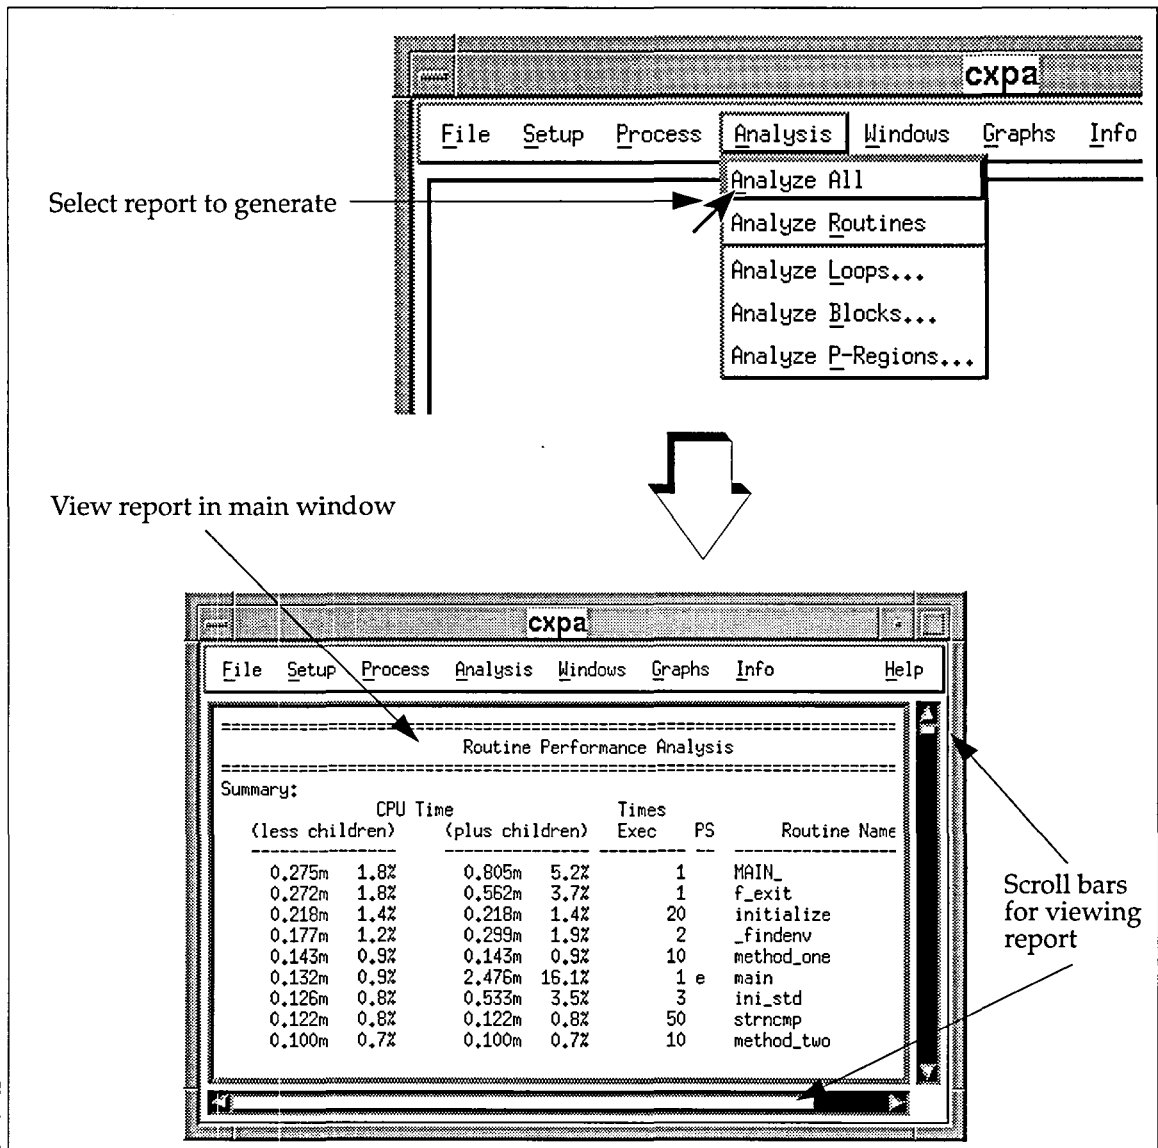 cxpa
File Setup Process Analysis Windows Graphs Info
Analyze All
Select report to generate
Analyze Routines
Analyze Loops...
Analyze Blocks...
Analyze P-Regions...
View report in main window
cxpa
File Setup Process Analysis Windows Graphs Info Help
Routine Performance Analysis
Summary:
CPU Time Times
(less children) (plus children) Exec PS Routine Name
0.275m 1.8% 0.805m 5.2% 1 MAIN_
0.272m 1.8% 0.562m 3.7% 1 f_exit
0.218m 1.4% 0.218m 1.4% 20 initialize
0.177m 1.2% 0.299m 1.9% 2 _findenv
0.143m 0.9% 0.143m 0.9% 10 method_one
0.132m 0.9% 2.476m 16.1% 1 e main
0.126m 0.8% 0.533m 3.5% 3 ini_std
0.122m 0.8% 0.122m 0.8% 50 strncmp
0.100m 0.7% 0.100m 0.7% 10 method_two
Scroll bars
for viewing
report